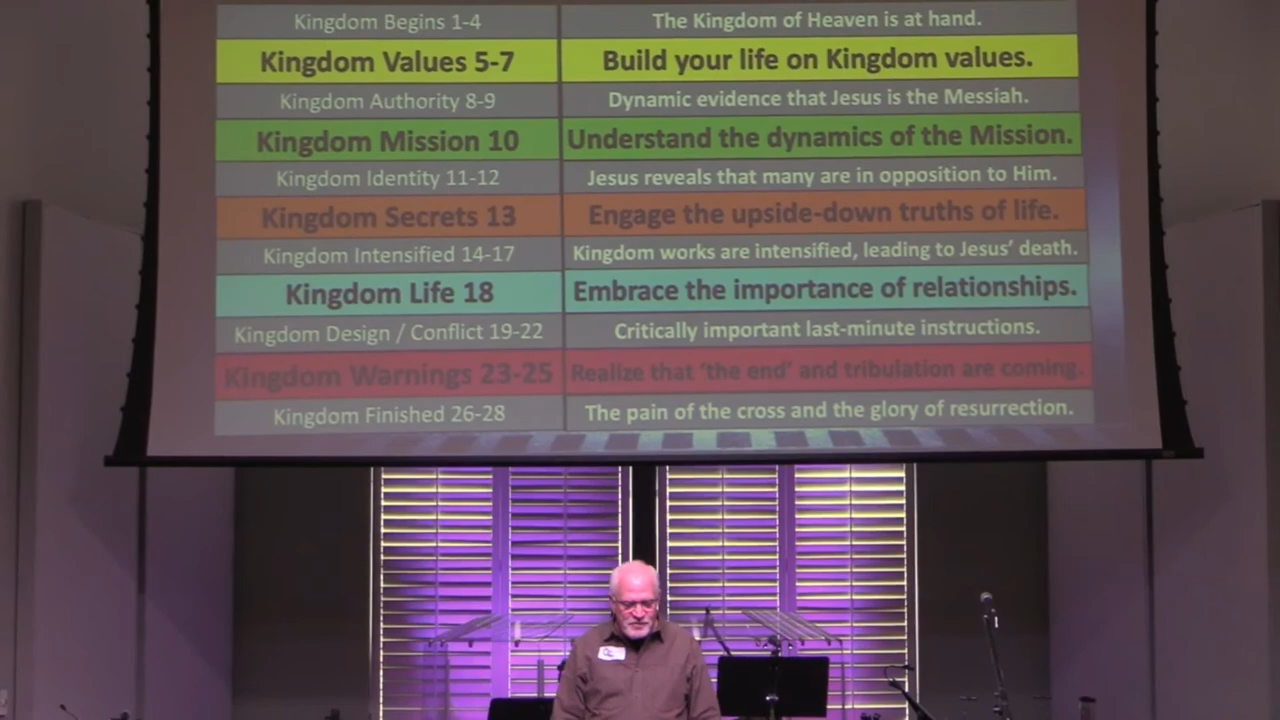 Kingdom Begins 1-4 The Kingdom of Heaven is at hand.
Kingdom Values 5-7 Build your life on Kingdom values.
Kingdom Authority 8-9 Dynamic evidence that Jesus is the Messiah.
Kingdom Mission 10 Understand the dynamics of the Mission.
Kingdom Identity 11-12 Jesus reveals that many are in opposition to Him.
Kingdom Secrets 13 Engage the upside-down truths of life.
Kingdom Intensified 14-17 Kingdom works are intensified, leading to Jesus’ death.
Kingdom Life 18 Embrace the importance of relationships.
Kingdom Design / Conflict 19-22 Critically important last-minute instructions.
Kingdom Warnings 23-25 Realize that ‘the end’ and tribulation are coming.
Kingdom Finished 26-28 The pain of the cross and the glory of resurrection.